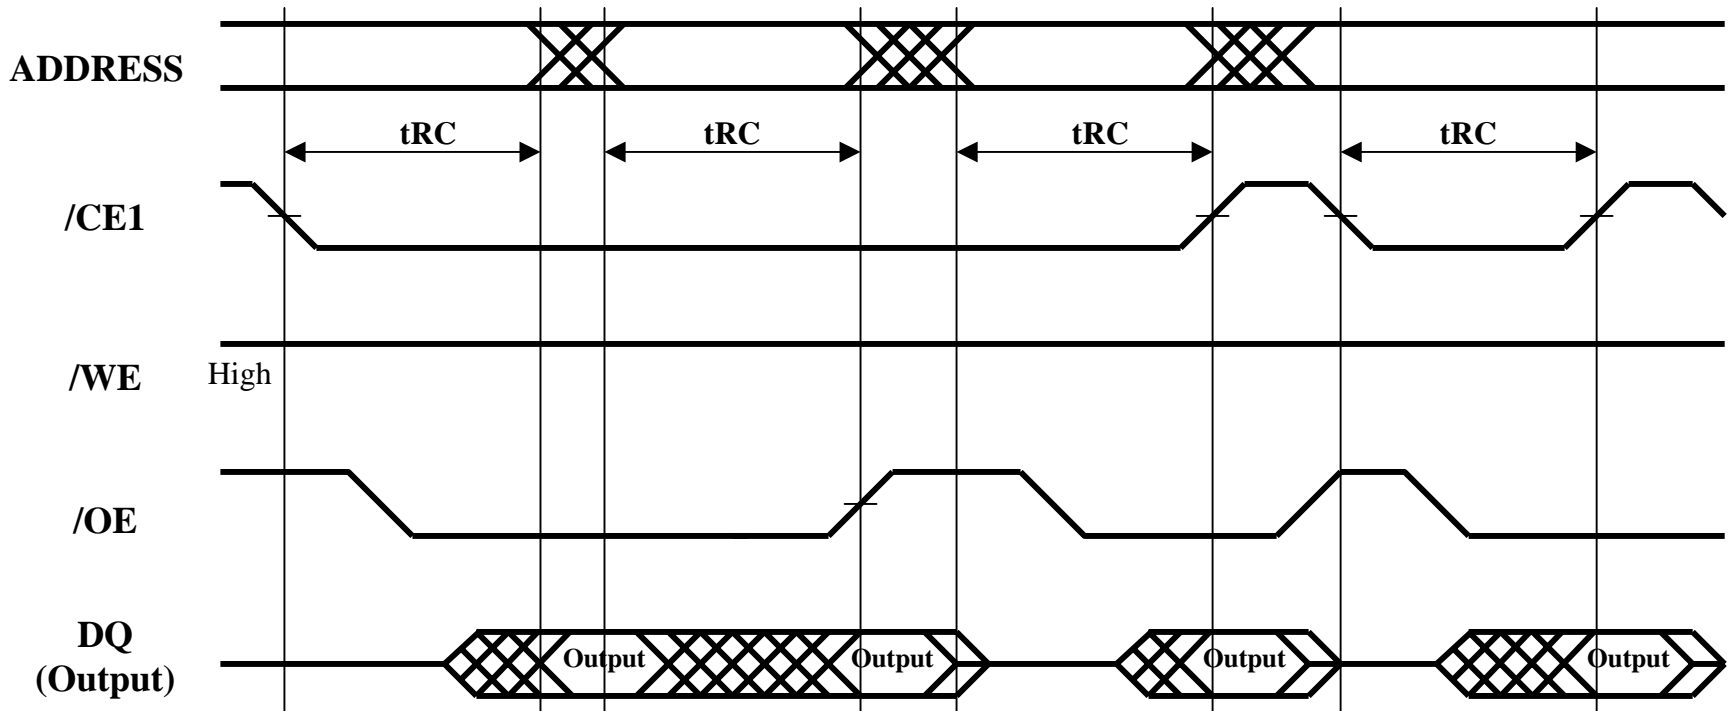 ADDRESS
tRC tRC tRC tRC
/CE1
/WE High
/OE
DQ
(Output)
Output Output Output Output